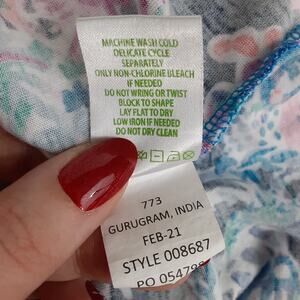 MACHINE WASH COLD
DELICATE CYCLE
SEPARATELY
ONLY NON-CHLORINE BLEACH
IF NEEDED
DO NOT WRING OR TWIST
BLOCK TO SHAPE
LAY FLAT TO DRY
LOW IRON IF NEEDED
DO NOT DRY CLEAN
773
GURUGRAM, INDIA
FEB-21
STYLE 008687
PO 05479